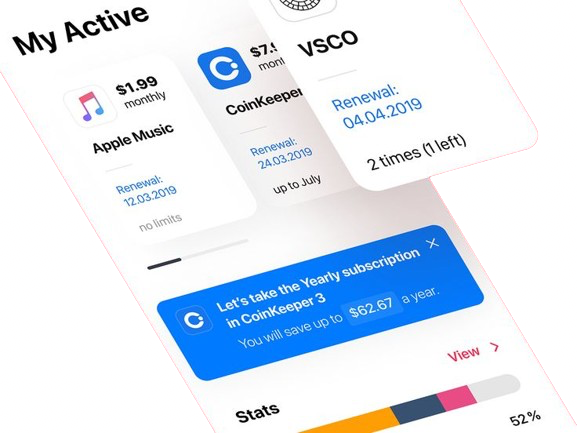 My Active
$1.99
monthly
Apple Music
Renewal:
12.03.2019
no limits
CoinKeeper
Renewal:
24.03.2019
up to July
VSCO
Renewal:
04.04.2019
2 times (1 left)
Let's take the Yearly subscription
in CoinKeeper 3
You will save up to $62.67 a year.
View
Stats
52%